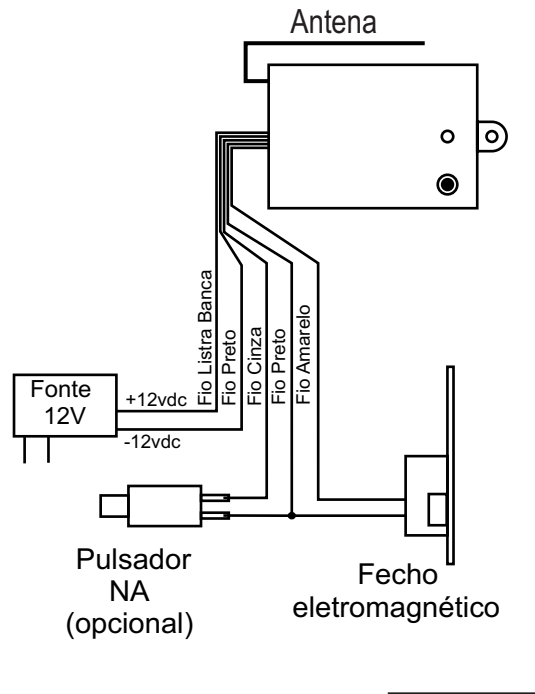 Antena
Fio Listra Banca
Fio Preto
Fio Cinza
Fio Preto
Fio Amarelo
Fonte
12V
+12vdc
-12vdc
Pulsador
NA
(opcional)
Fecho
eletromagnético